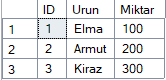 ID Urun Miktar
1 1 Elma 100
2 2 Armut 200
3 3 Kiraz 300